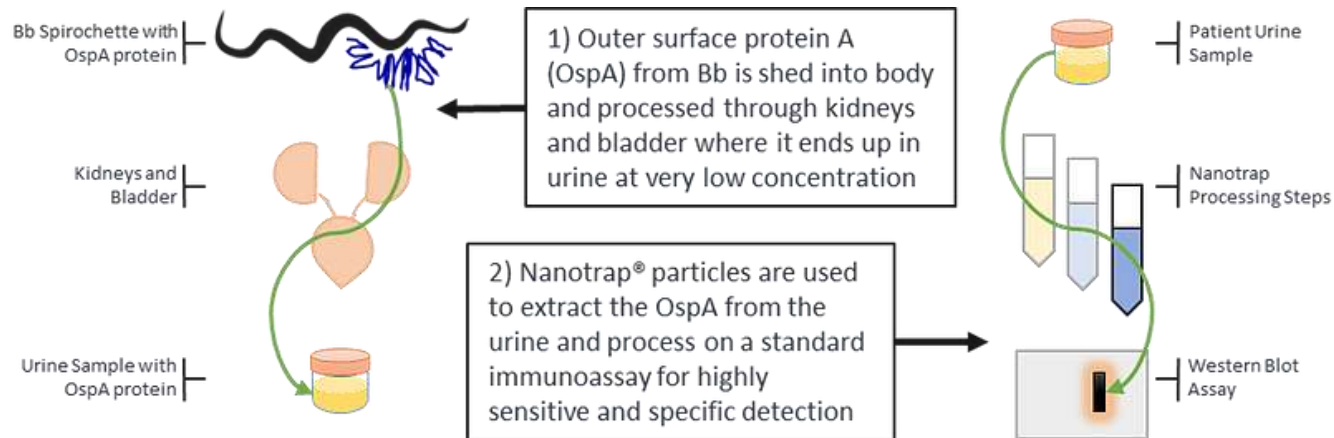 Bb Spirochette with
OspA protein
Kidneys and
Bladder
Urine Sample with
OspA protein
1) Outer surface protein A
(OspA) from Bb is shed into body
and processed through kidneys
and bladder where it ends up in
urine at very low concentration
2) Nanotrap® particles are used
to extract the OspA from the
urine and process on a standard
immunoassay for highly
sensitive and specific detection
Patient Urine
Sample
Nanotrap
Processing Steps
Western Blot
Assay